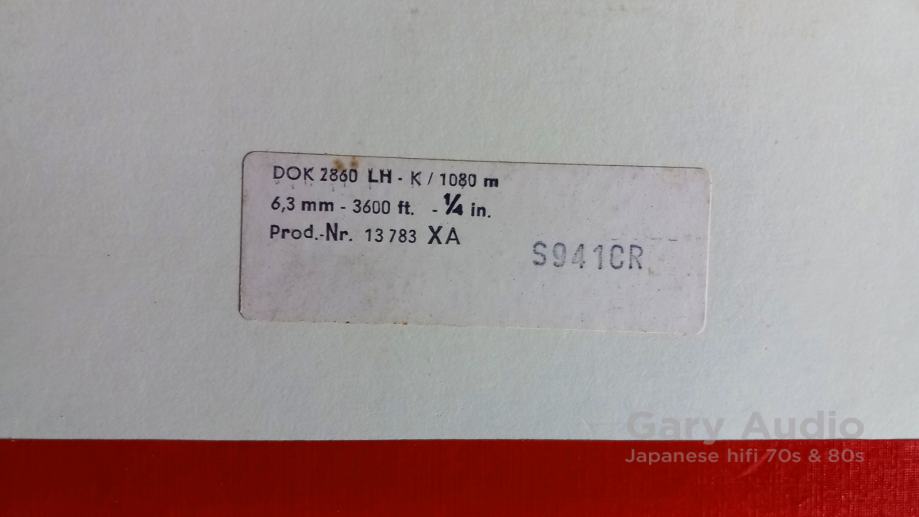 DOK 2860 LH - K / 1080 m
6,3 mm - 3600 ft. - ¼ in.
Prod.-Nr. 13 783 XA
S941CR
Gary Audio
Japanese hifi 70s & 80s